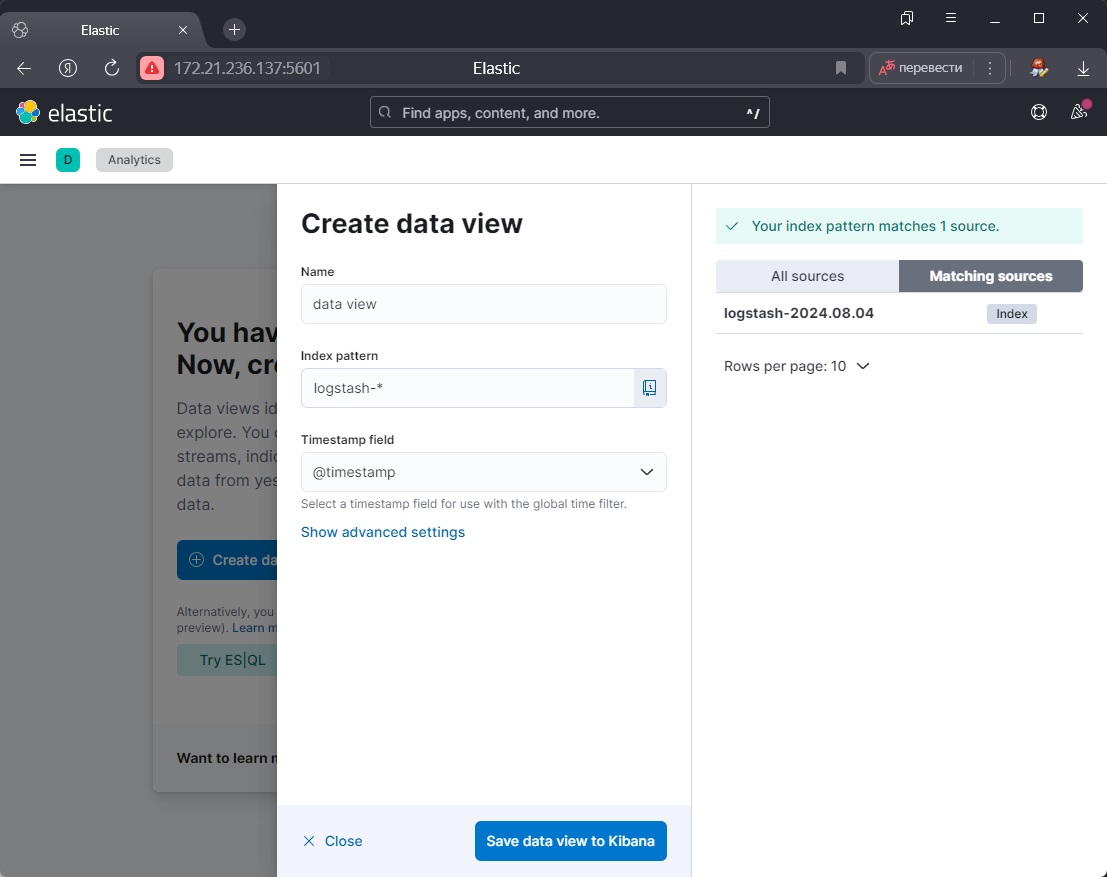 Elastic
172.21.236.137:5601
Elastic
перевести
elastic
Find apps, content, and more.
^/
D
Analytics
You hav
Now, cre
Data views id
explore. You c
streams, indic
data from yes
data.
Create da
Alternatively, you
preview). Learn m
Try ES|QL
Want to learn m
Create data view
Name
data view
Index pattern
logstash-*
Timestamp field
@timestamp
Select a timestamp field for use with the global time filter.
Show advanced settings
Close
Save data view to Kibana
Your index pattern matches 1 source.
All sources
Matching sources
logstash-2024.08.04
Index
Rows per page: 10